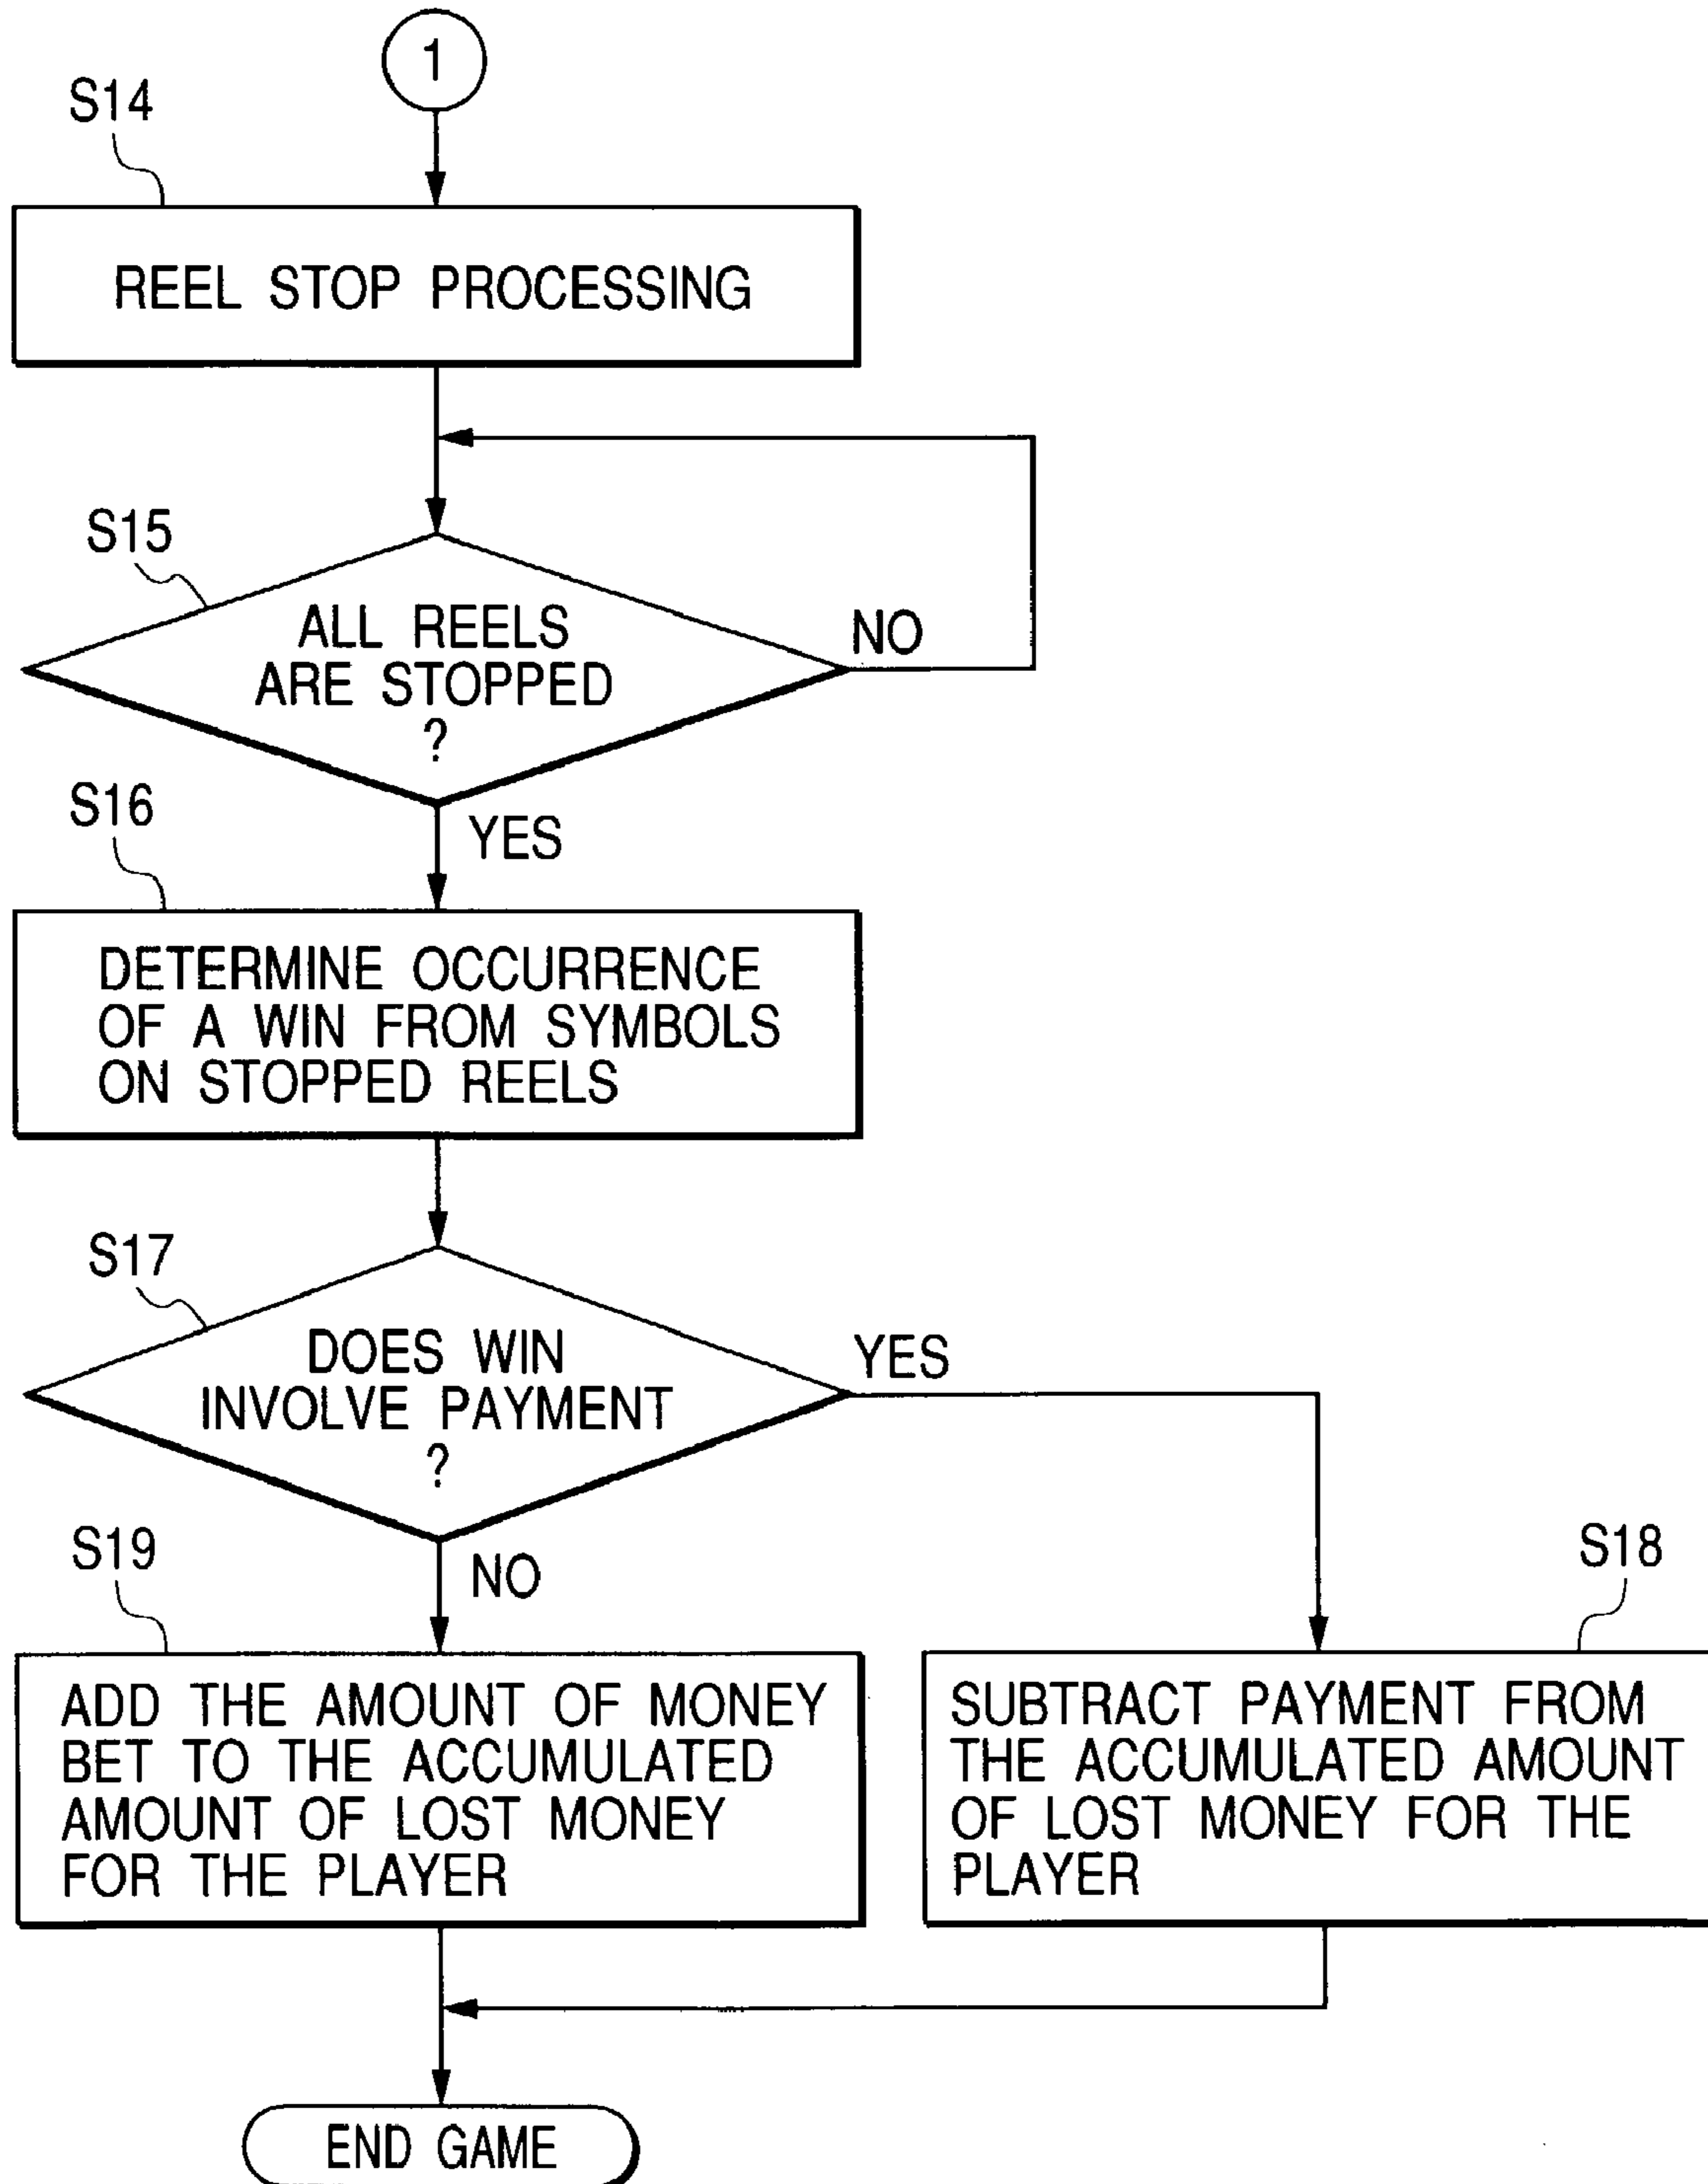 1
S14
REEL STOP PROCESSING
S15
ALL REELS
ARE STOPPED
?
NO
YES
S16
DETERMINE OCCURRENCE
OF A WIN FROM SYMBOLS
ON STOPPED REELS
S17
DOES WIN
INVOLVE PAYMENT
?
YES
NO
S19
ADD THE AMOUNT OF MONEY
BET TO THE ACCUMULATED
AMOUNT OF LOST MONEY
FOR THE PLAYER
S18
SUBTRACT PAYMENT FROM
THE ACCUMULATED AMOUNT
OF LOST MONEY FOR THE
PLAYER
END GAME